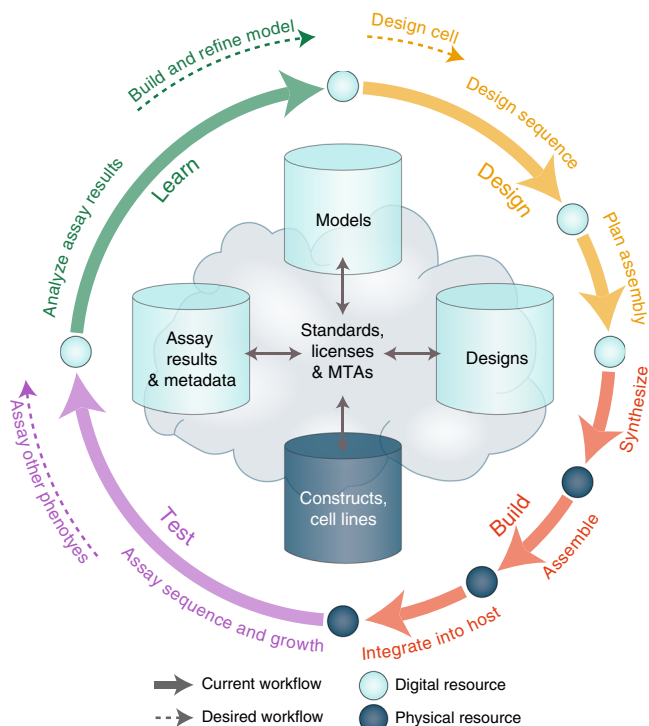 Build and refine model
Design cell
Design sequence
Analyze assay results
Learn
Design
Plan assembly
Models
Standards,
licenses
& MTAs
Assay
results
& metadata
Designs
Constructs,
cell lines
Synthesize
Build
Assemble
Integrate into host
Test
Assay sequence and growth
Assay other phenotyes
Current workflow
Digital resource
Desired workflow
Physical resource